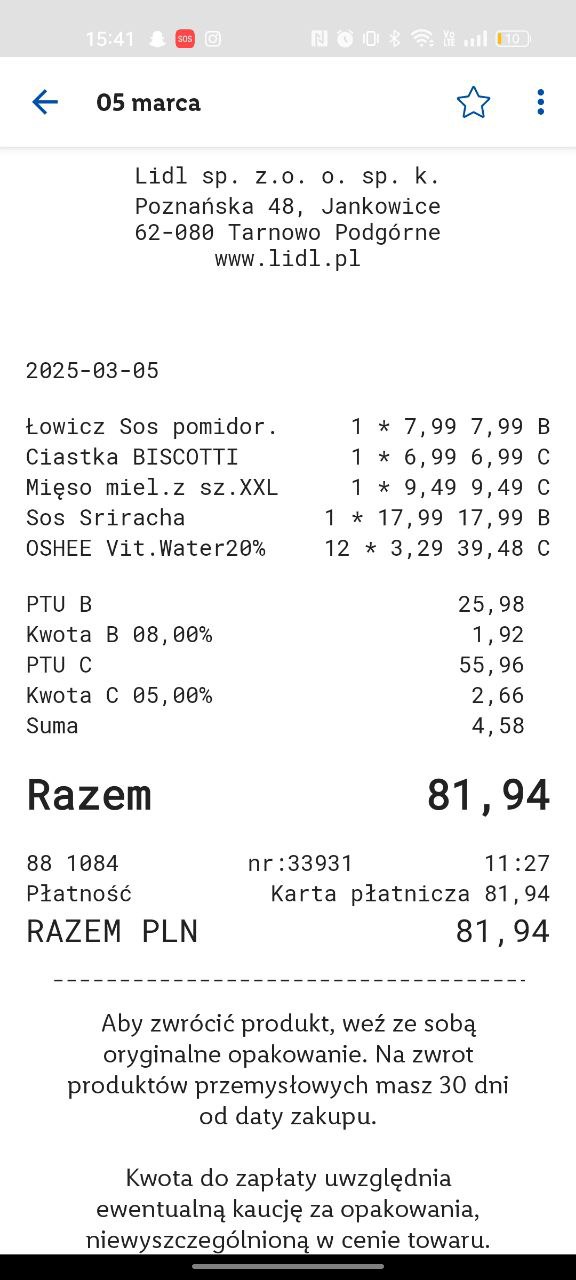 15:41 SOS 10
05 marca
Lidl sp. z.o. o. sp. k.
Poznańska 48, Jankowice
62-080 Tarnowo Podgórne
www.lidl.pl
2025-03-05
Łowicz Sos pomidor. 1 * 7,99 7,99 B
Ciastka BISCOTTI 1 * 6,99 6,99 C
Mięso miel.z sz.XXL 1 * 9,49 9,49 C
Sos Sriracha 1 * 17,99 17,99 B
OSHEE Vit.Water20% 12 * 3,29 39,48 C
PTU B 25,98
Kwota B 08,00% 1,92
PTU C 55,96
Kwota C 05,00% 2,66
Suma 4,58
Razem 81,94
88 1084 nr:33931 11:27
Płatność Karta płatnicza 81,94
RAZEM PLN 81,94
Aby zwrócić produkt, weź ze sobą
oryginalne opakowanie. Na zwrot
produktów przemysłowych masz 30 dni
od daty zakupu.
Kwota do zapłaty uwzględnia
ewentualną kaucję za opakowania,
niewyszczególnioną w cenie towaru.